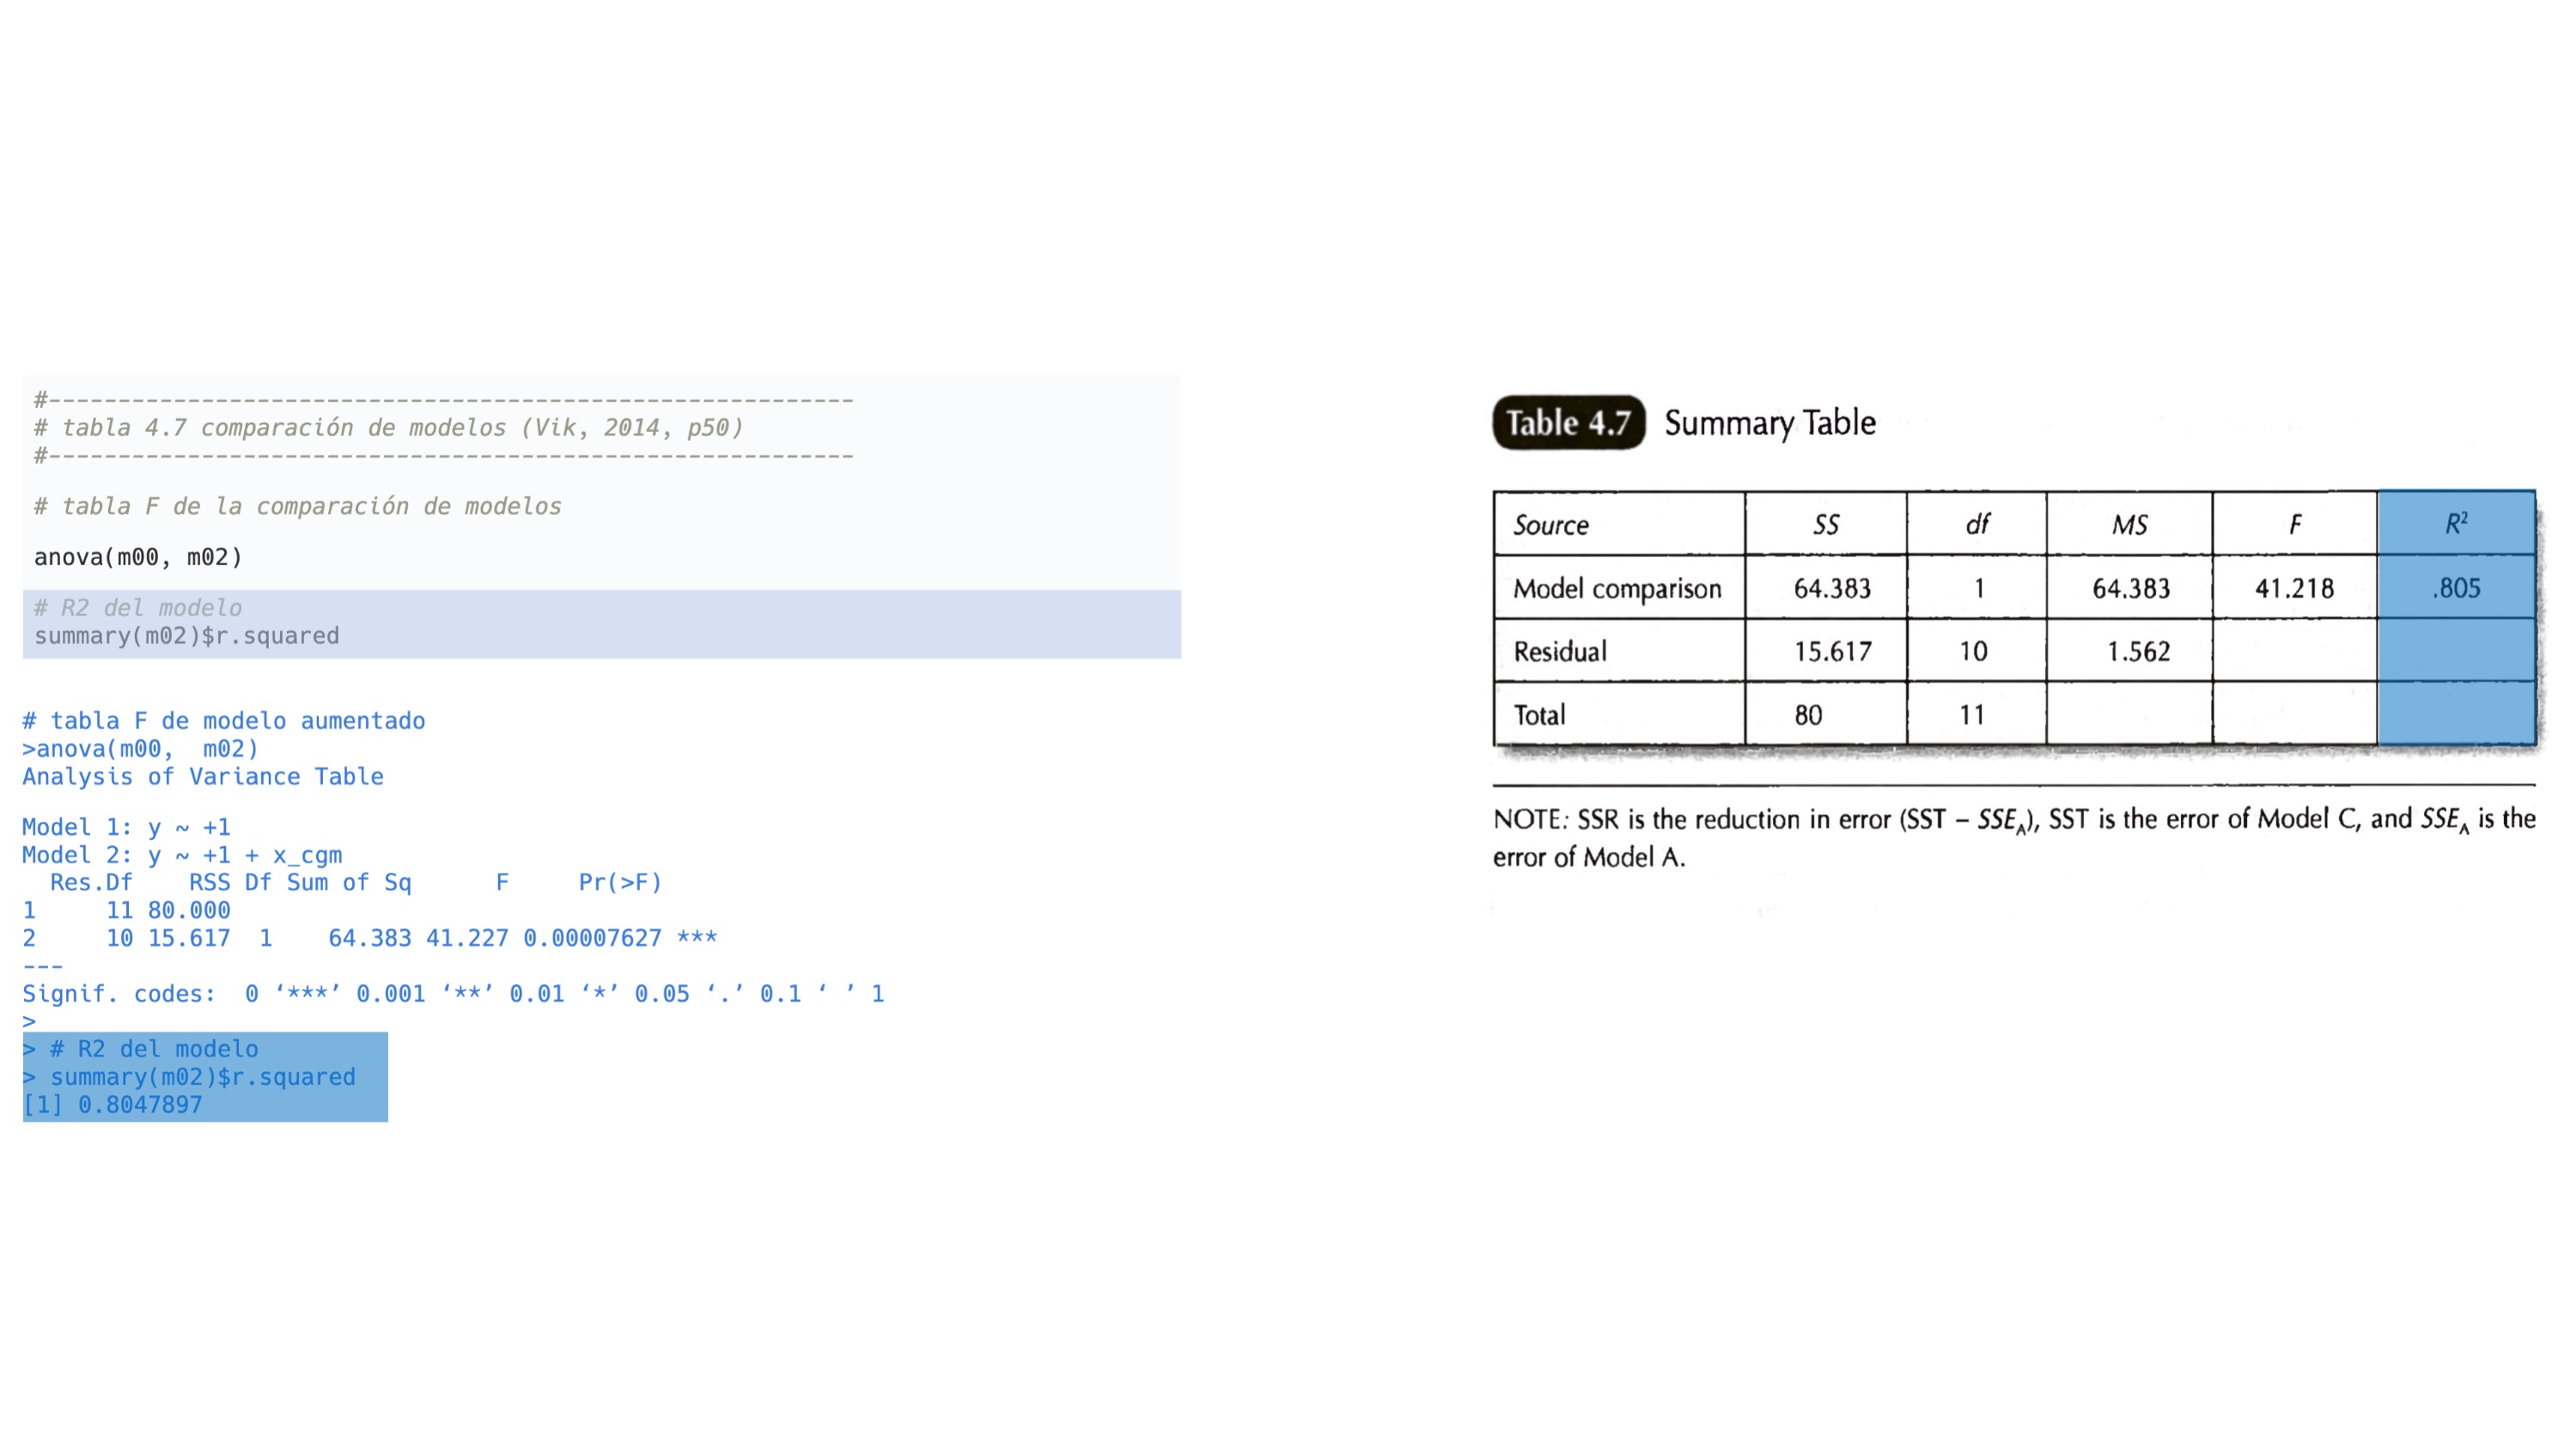 #----------------------------------------------------------
# tabla 4.7 comparación de modelos (Vik, 2014, p50)
#----------------------------------------------------------
# tabla F de la comparación de modelos
anova(m00, m02)
# R2 del modelo
summary(m02)$r.squared
# tabla F de modelo aumentado
>anova(m00,  m02)
Analysis of Variance Table
Model 1: y ~ +1
Model 2: y ~ +1 + x_cgm
  Res.Df    RSS Df Sum of Sq      F     Pr(>F)
1     11 80.000
2     10 15.617  1    64.383 41.227 0.00007627 ***
---
Signif. codes:  0 ‘***’ 0.001 ‘**’ 0.01 ‘*’ 0.05 ‘.’ 0.1 ‘ ’ 1
>
> # R2 del modelo
> summary(m02)$r.squared
[1] 0.8047897
Table 4.7 Summary Table
Source SS df MS F R²
Model comparison 64.383 1 64.383 41.218 .805
Residual 15.617 10 1.562
Total 80 11
NOTE: SSR is the reduction in error (SST – SSE_A), SST is the error of Model C, and SSE_A is the
error of Model A.